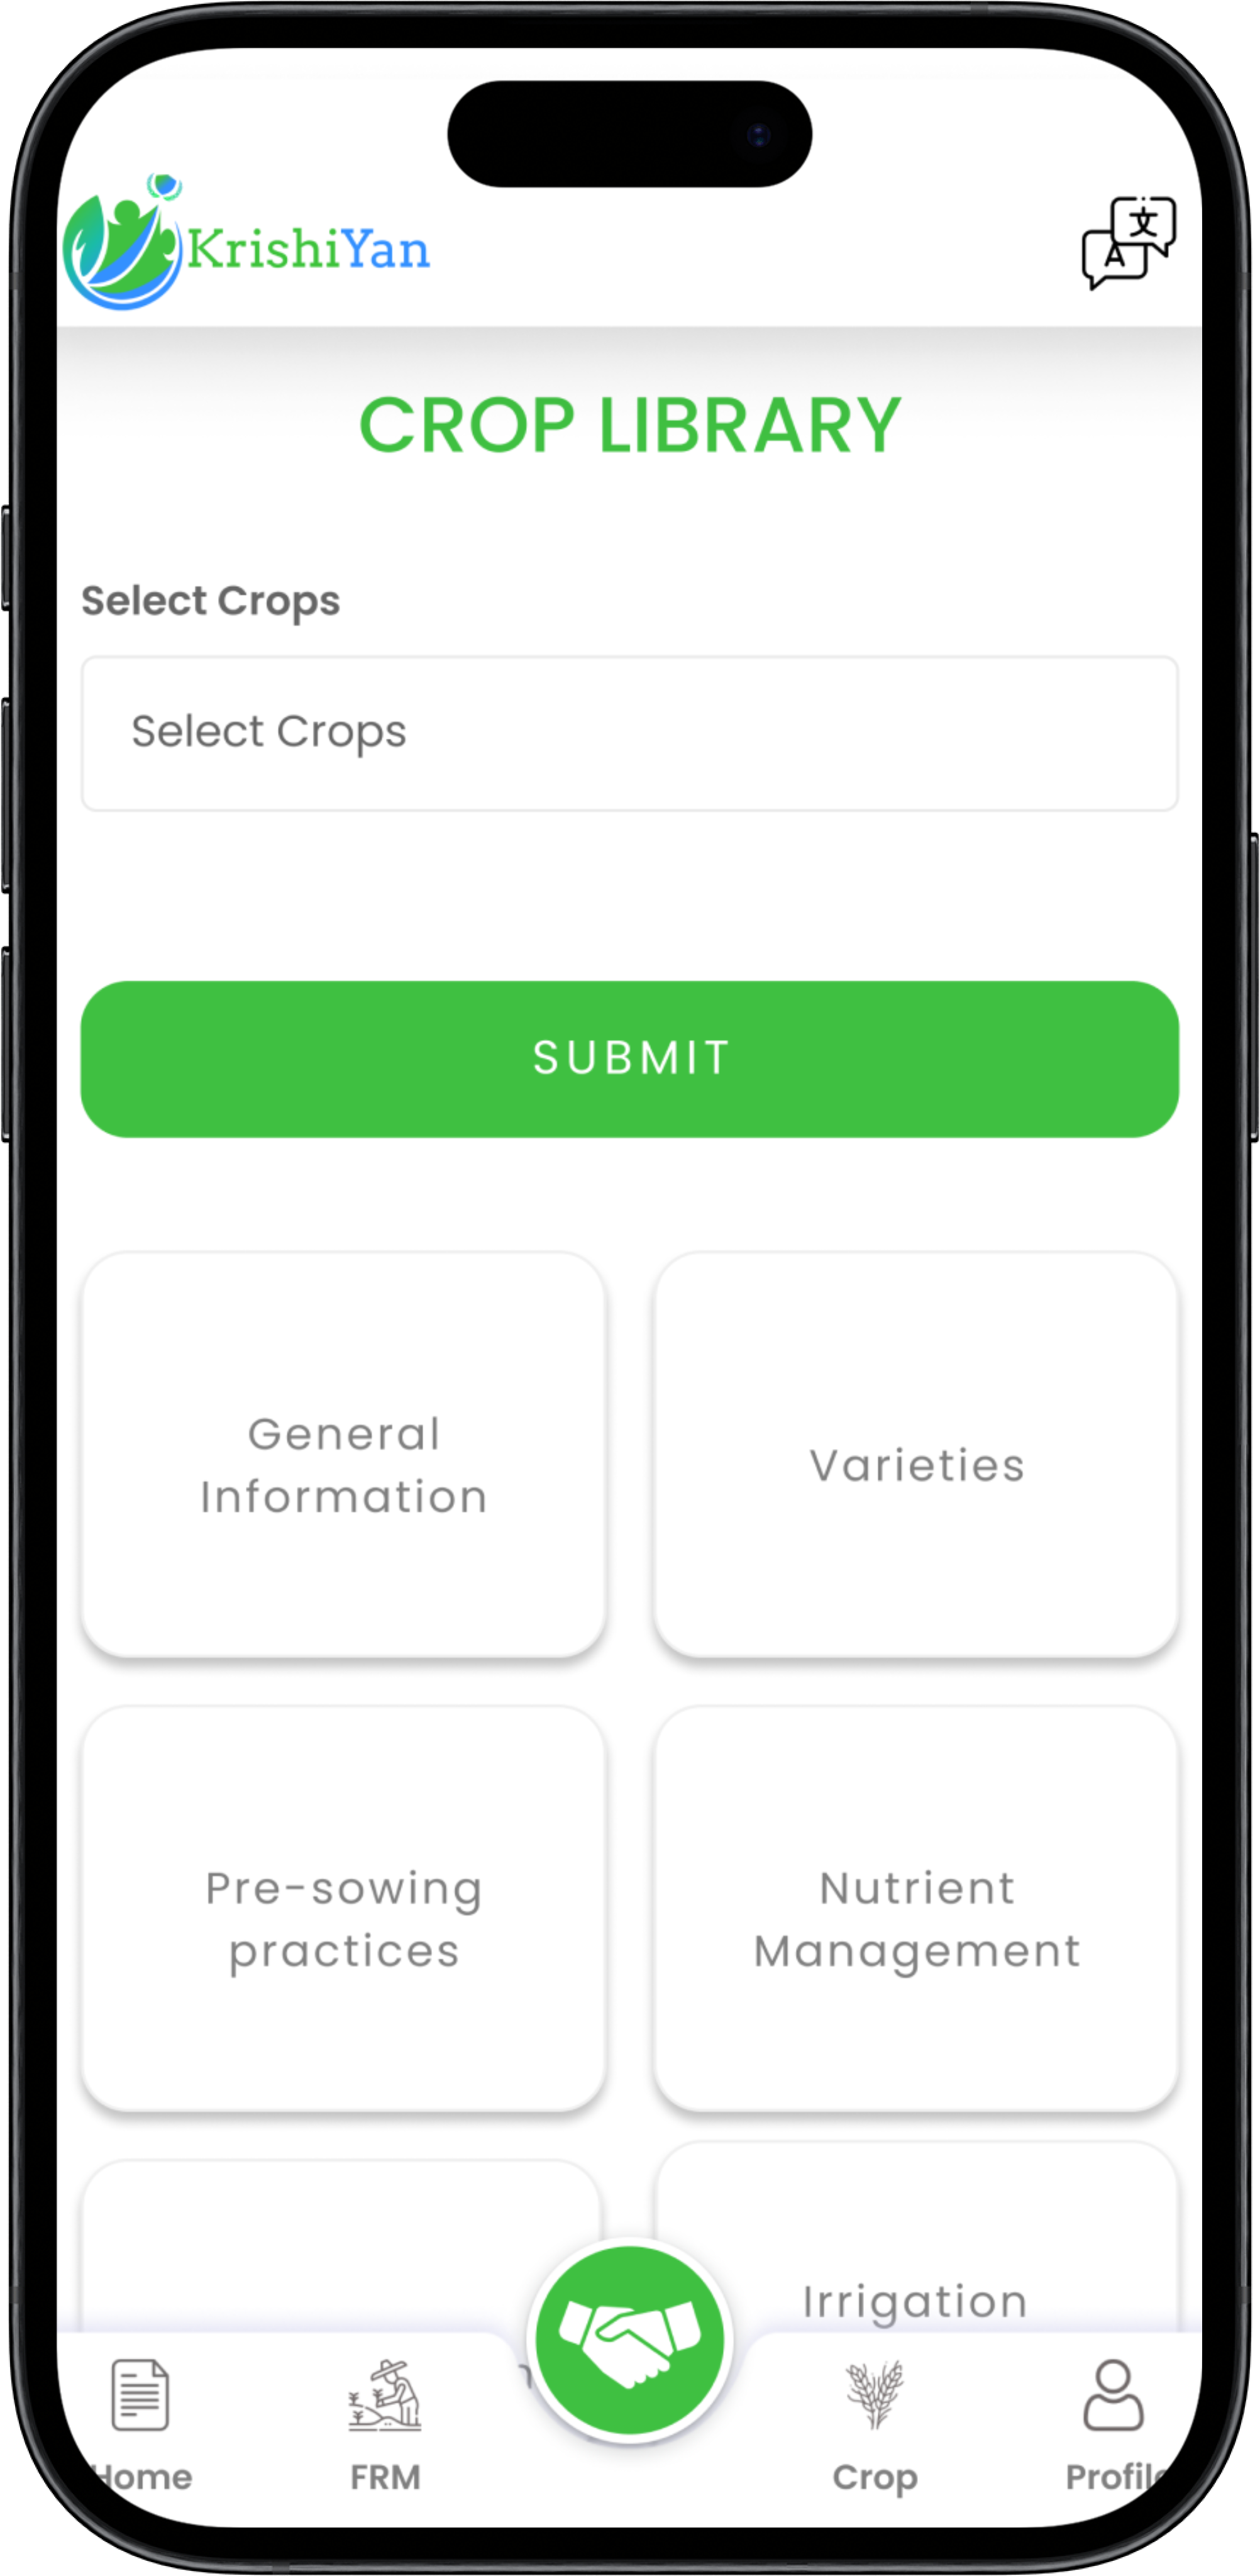 KrishiYan
文
A
CROP LIBRARY
Select Crops
Select Crops
SUBMIT
General
Information
Varieties
Pre-sowing
practices
Nutrient
Management
Irrigation
Home
FRM
Crop
Profile